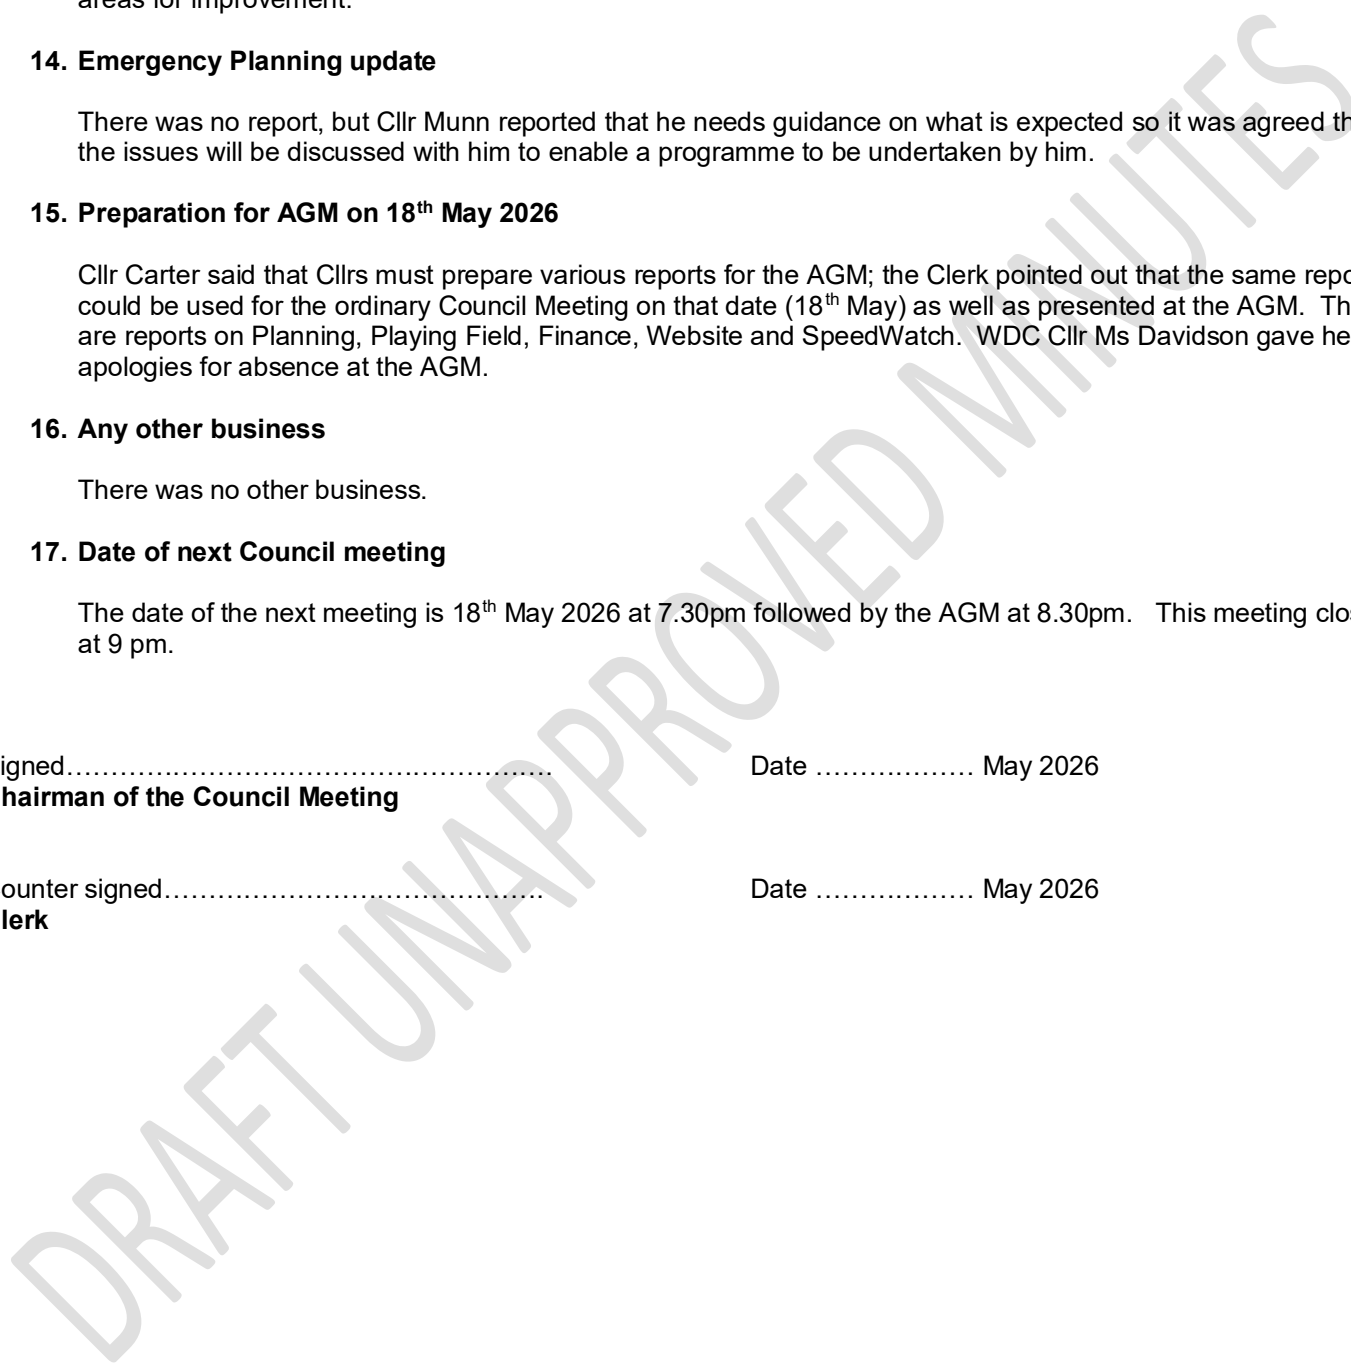 areas for improvement.
14. Emergency Planning update
There was no report, but Cllr Munn reported that he needs guidance on what is expected so it was agreed th
the issues will be discussed with him to enable a programme to be undertaken by him.
15. Preparation for AGM on 18th May 2026
Cllr Carter said that Cllrs must prepare various reports for the AGM; the Clerk pointed out that the same repo
could be used for the ordinary Council Meeting on that date (18th May) as well as presented at the AGM.  Th
are reports on Planning, Playing Field, Finance, Website and SpeedWatch.  WDC Cllr Ms Davidson gave he
apologies for absence at the AGM.
16. Any other business
There was no other business.
17. Date of next Council meeting
The date of the next meeting is 18th May 2026 at 7.30pm followed by the AGM at 8.30pm.   This meeting clos
at 9 pm.
igned…………………………………………….. Date ……………… May 2026
hairman of the Council Meeting
ounter signed…………………………………. Date ……………… May 2026
lerk
DRAFT UNAPPROVED MINUTES